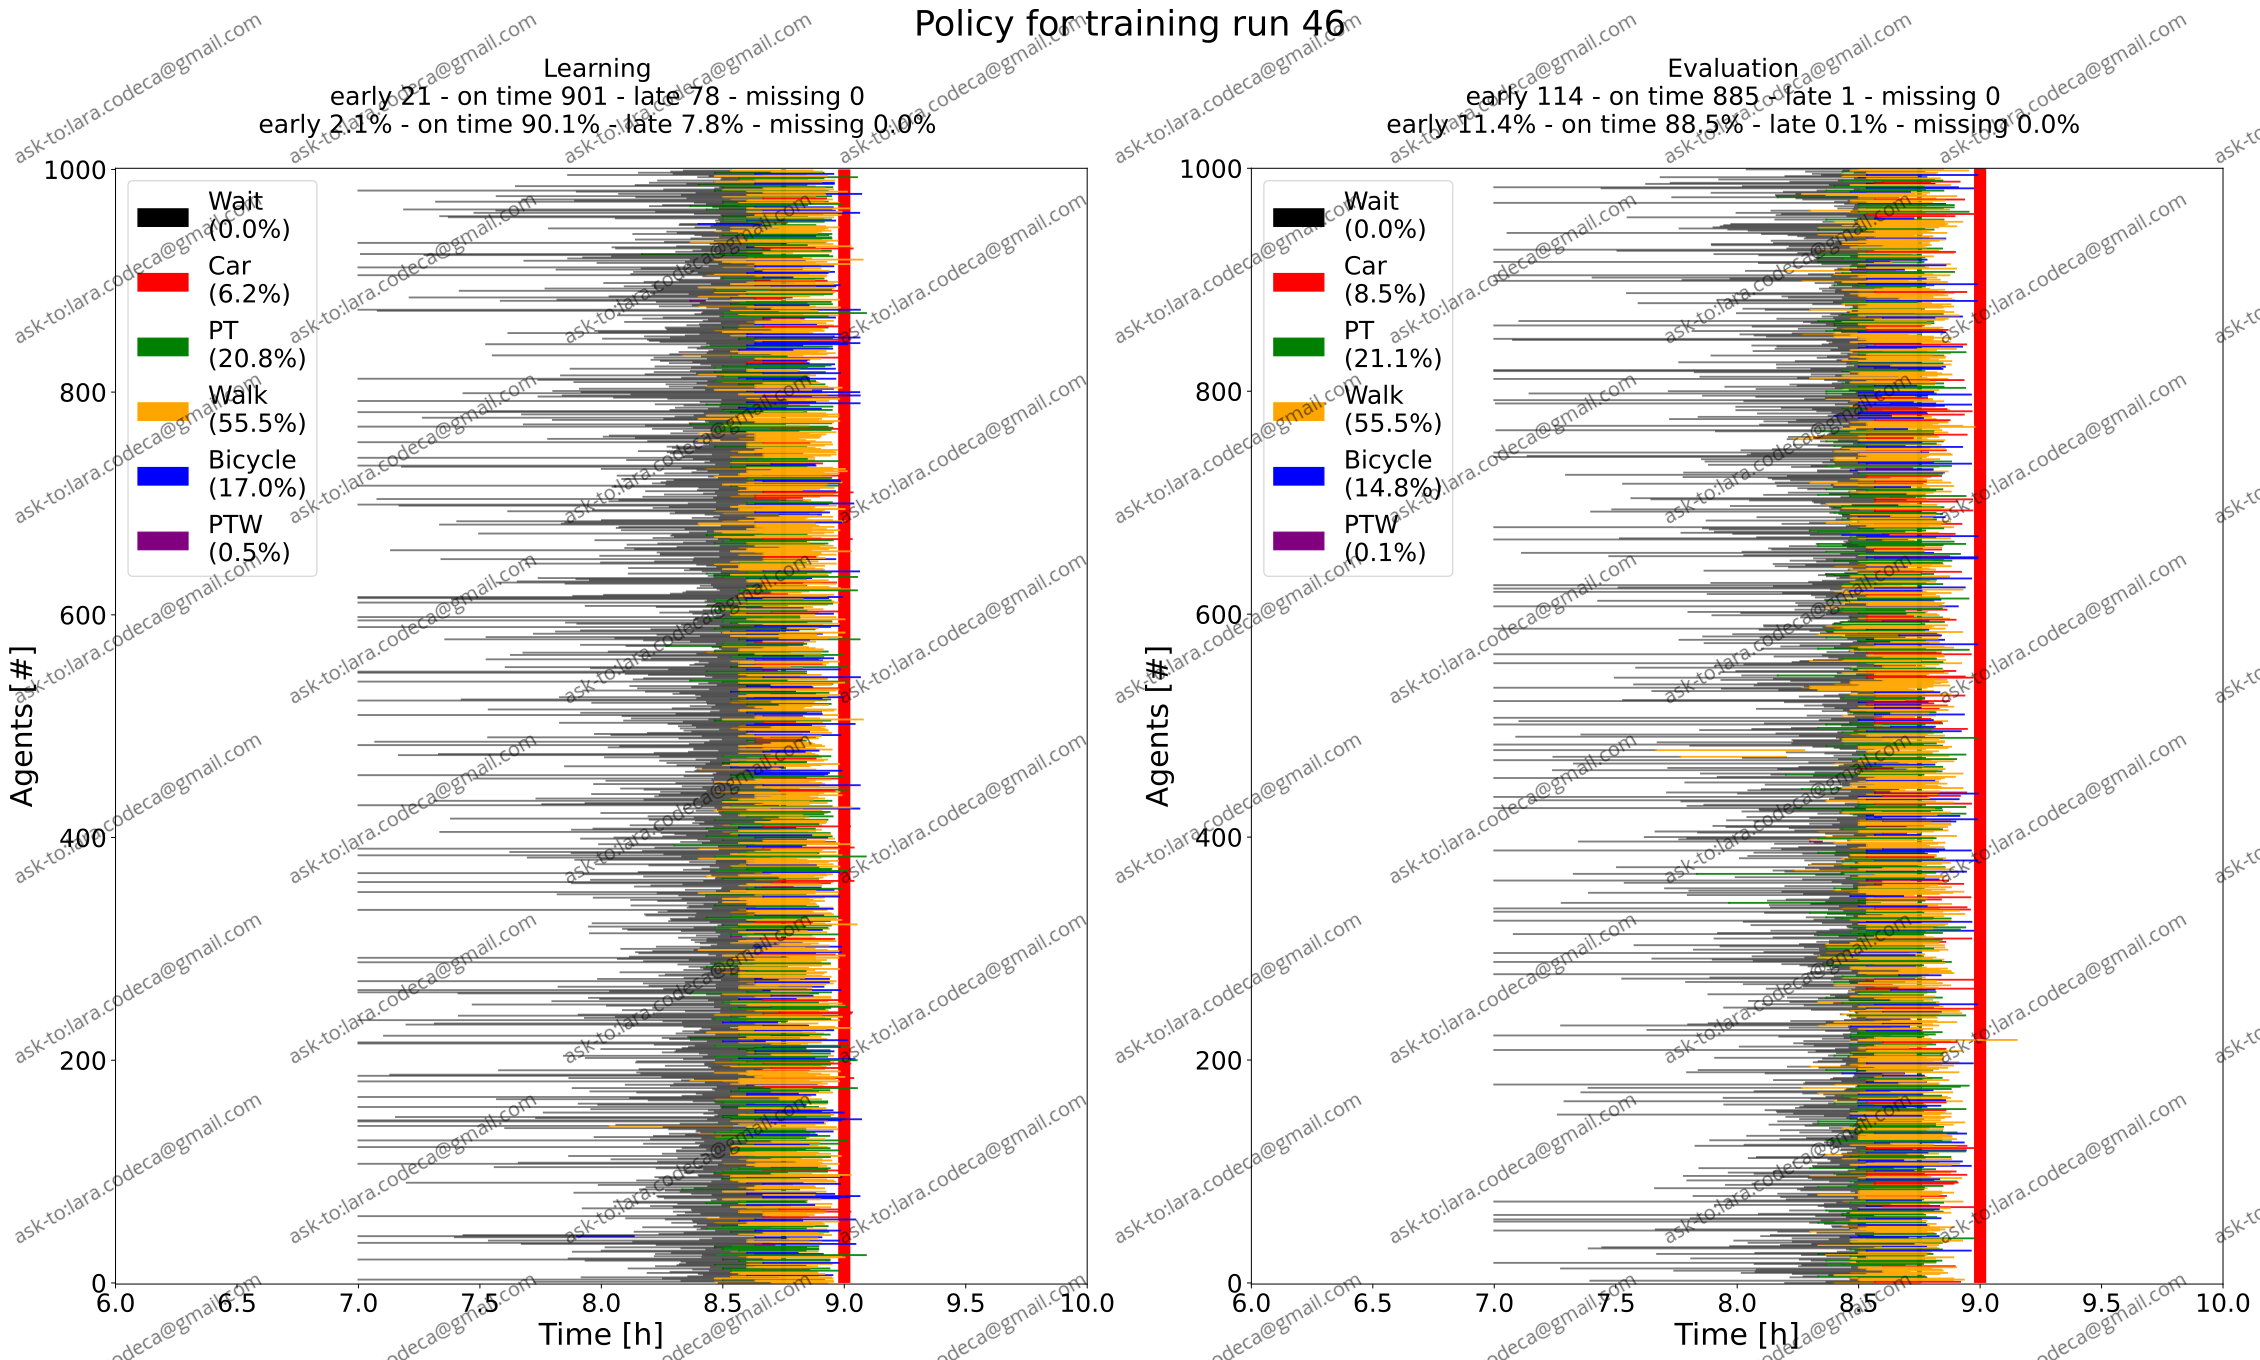 Policy for training run 46
Learning
early 21 - on time 901 - late 78 - missing 0
early 2.1% - on time 90.1% - late 7.8% - missing 0.0%
Agents [#]
1000
800
600
400
200
0
Wait
(0.0%)
Car
(6.2%)
PT
(20.8%)
Walk
(55.5%)
Bicycle
(17.0%)
PTW
(0.5%)
6.0 6.5 7.0 7.5 8.0 8.5 9.0 9.5 10.0
Time [h]
Evaluation
early 114 - on time 885 - late 1 - missing 0
early 11.4% - on time 88.5% - late 0.1% - missing 0.0%
Agents [#]
1000
800
600
400
200
0
Wait
(0.0%)
Car
(8.5%)
PT
(21.1%)
Walk
(55.5%)
Bicycle
(14.8%)
PTW
(0.1%)
6.0 6.5 7.0 7.5 8.0 8.5 9.0 9.5 10.0
Time [h]
ask-to:lara.codeca@gmail.com